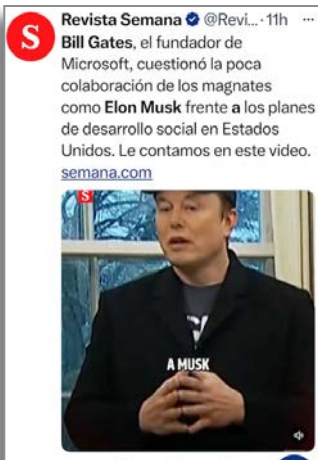 S
Revista Semana @Revi... · 11h ...
Bill Gates, el fundador de
Microsoft, cuestionó la poca
colaboración de los magnates
como Elon Musk frente a los planes
de desarrollo social en Estados
Unidos. Le contamos en este video.
semana.com
S
A MUSK